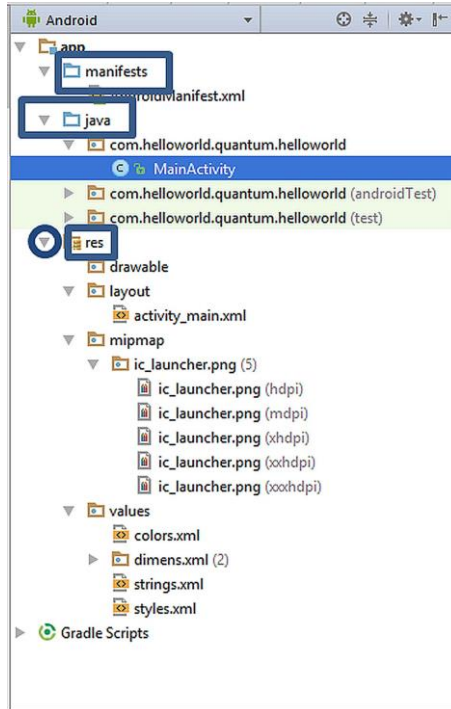 Android
app
manifests
AndroidManifest.xml
java
com.helloworld.quantum.helloworld
MainActivity
com.helloworld.quantum.helloworld (androidTest)
com.helloworld.quantum.helloworld (test)
res
drawable
layout
activity_main.xml
mipmap
ic_launcher.png (5)
ic_launcher.png (hdpi)
ic_launcher.png (mdpi)
ic_launcher.png (xhdpi)
ic_launcher.png (xxhdpi)
ic_launcher.png (xxxhdpi)
values
colors.xml
dimens.xml (2)
strings.xml
styles.xml
Gradle Scripts